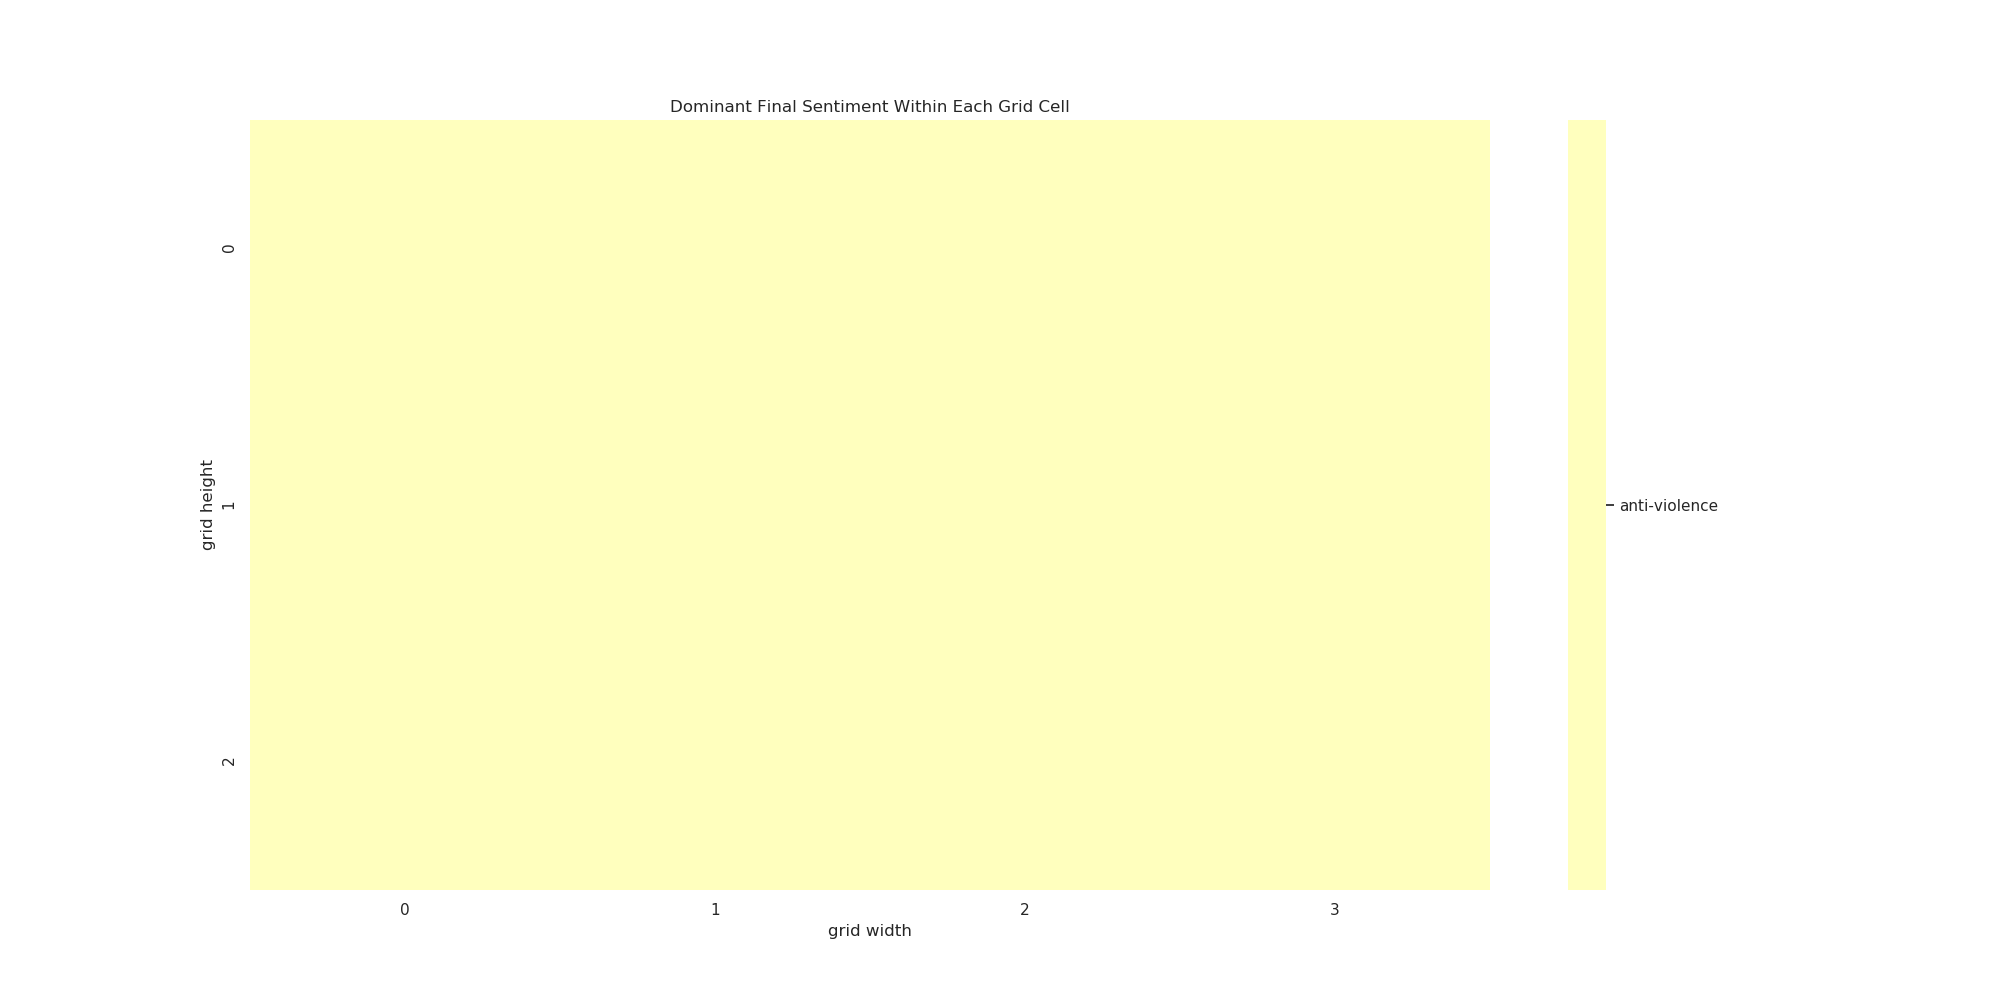 Dominant Final Sentiment Within Each Grid Cell
grid height
0
1
2
0 1 2 3
grid width
anti-violence